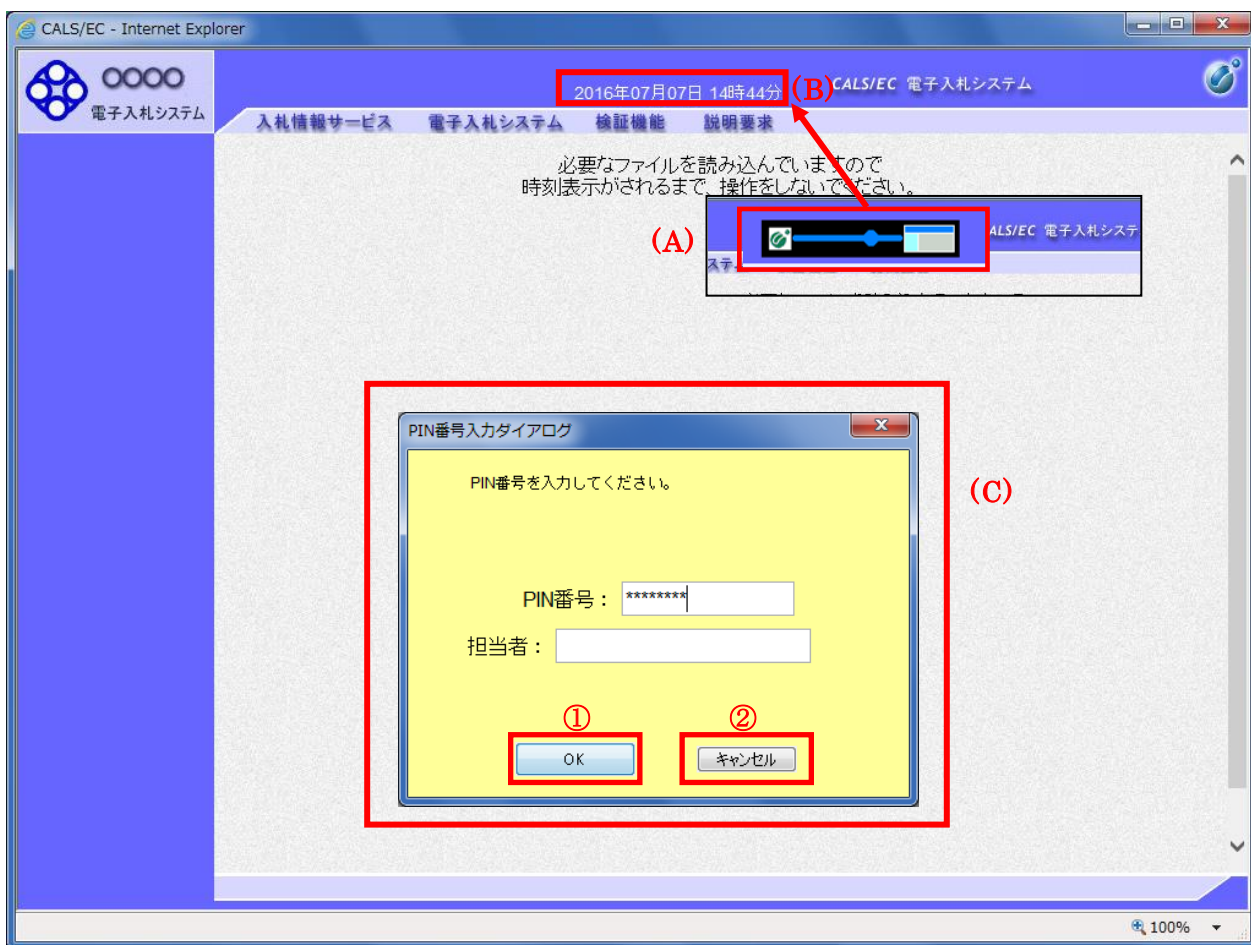 CALS/EC - Internet Explorer
OOOO
電子入札システム
2016年07月07日 14時44分
(B)
CALS/EC 電子入札システム
入札情報サービス 電子入札システム 検証機能 説明要求
必要なファイルを読み込んでいますので
時刻表示がされるまで、操作をしないでください。
(A)
ALS/EC 電子入札システ
ステ
PIN番号入力ダイアログ
PIN番号を入力してください。
(C)
PIN番号： ********
担当者：
① ②
OK キャンセル
100%